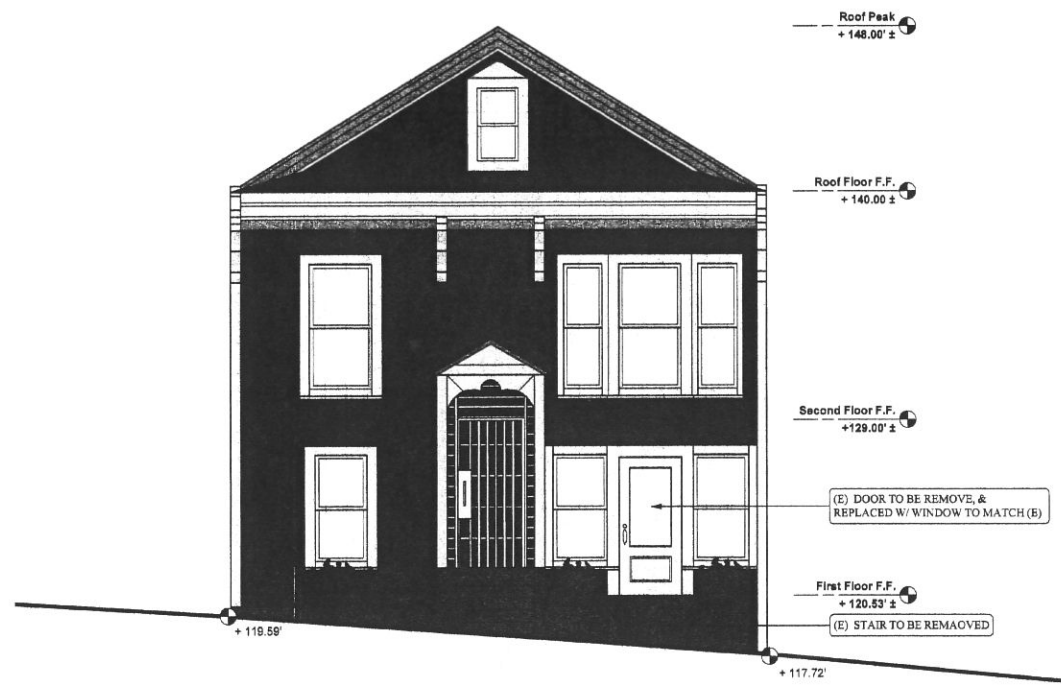 Roof Peak
+ 148.00' ±
Roof Floor F.F.
+ 140.00 ±
Second Floor F.F.
+129.00' ±
(E) DOOR TO BE REMOVE, &
REPLACED W/ WINDOW TO MATCH (E)
First Floor F.F.
+ 120.53' ±
(E) STAIR TO BE REMAOVED
+ 119.59'
+ 117.72'